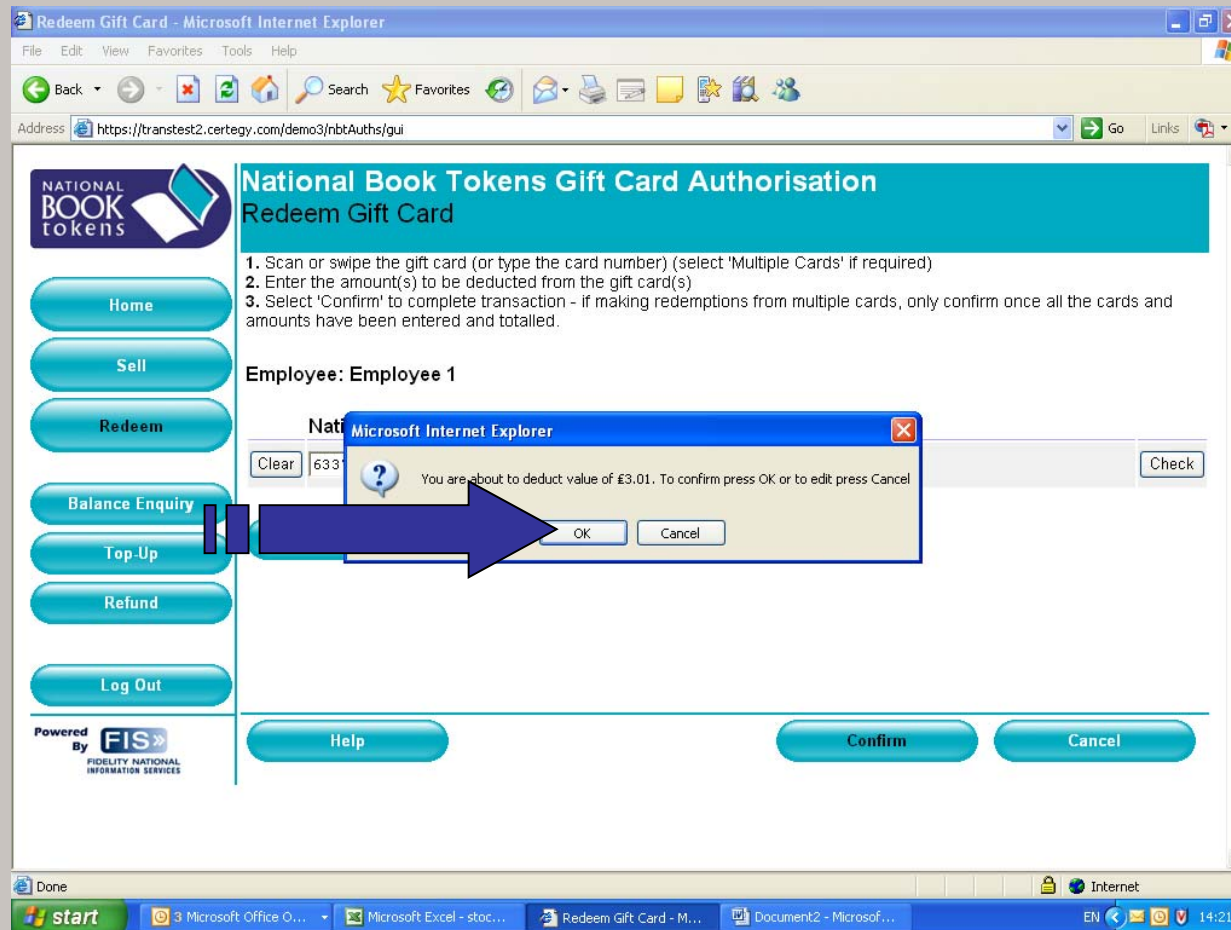 Redeem Gift Card - Microsoft Internet Explorer
File Edit View Favorites Tools Help
Back Search Favorites
Address https://transtest2.certegy.com/demo3/nbtAuths/gui Go Links
NATIONAL
BOOK
tokens
National Book Tokens Gift Card Authorisation
Redeem Gift Card
1. Scan or swipe the gift card (or type the card number) (select 'Multiple Cards' if required)
2. Enter the amount(s) to be deducted from the gift card(s)
3. Select 'Confirm' to complete transaction - if making redemptions from multiple cards, only confirm once all the cards and
amounts have been entered and totalled.
Home
Sell
Redeem
Balance Enquiry
Top-Up
Refund
Log Out
Employee: Employee 1
Nati
Clear 633 Check
Microsoft Internet Explorer
You are about to deduct value of £3.01. To confirm press OK or to edit press Cancel
OK Cancel
Powered
By FIS
FIDELITY NATIONAL
INFORMATION SERVICES
Help Confirm Cancel
Done Internet
start 3 Microsoft Office O... Microsoft Excel - stoc... Redeem Gift Card - M... Document2 - Microsof... EN 14:21